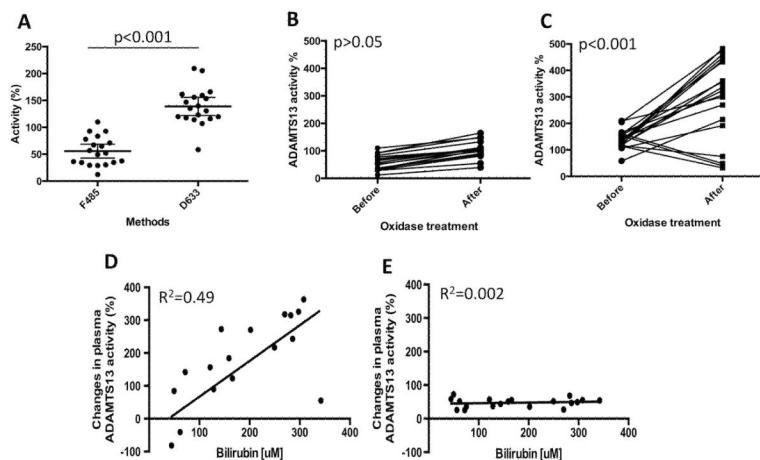 A
p<0.001
Activity (%)
250
200
150
100
50
0
F485
D633
Methods
B
p>0.05
ADAMTS13 activity %
500
400
300
200
100
0
Before
After
Oxidase treatment
C
p<0.001
ADAMTS13 activity %
500
400
300
200
100
0
Before
After
Oxidase treatment
D
R²=0.49
Changes in plasma
ADAMTS13 activity (%)
400
300
200
100
0
-100
100
200
300
400
Bilirubin [uM]
E
R²=0.002
Changes in plasma
ADAMTS13 activity (%)
400
300
200
100
0
-100
100
200
300
400
Bilirubin [uM]